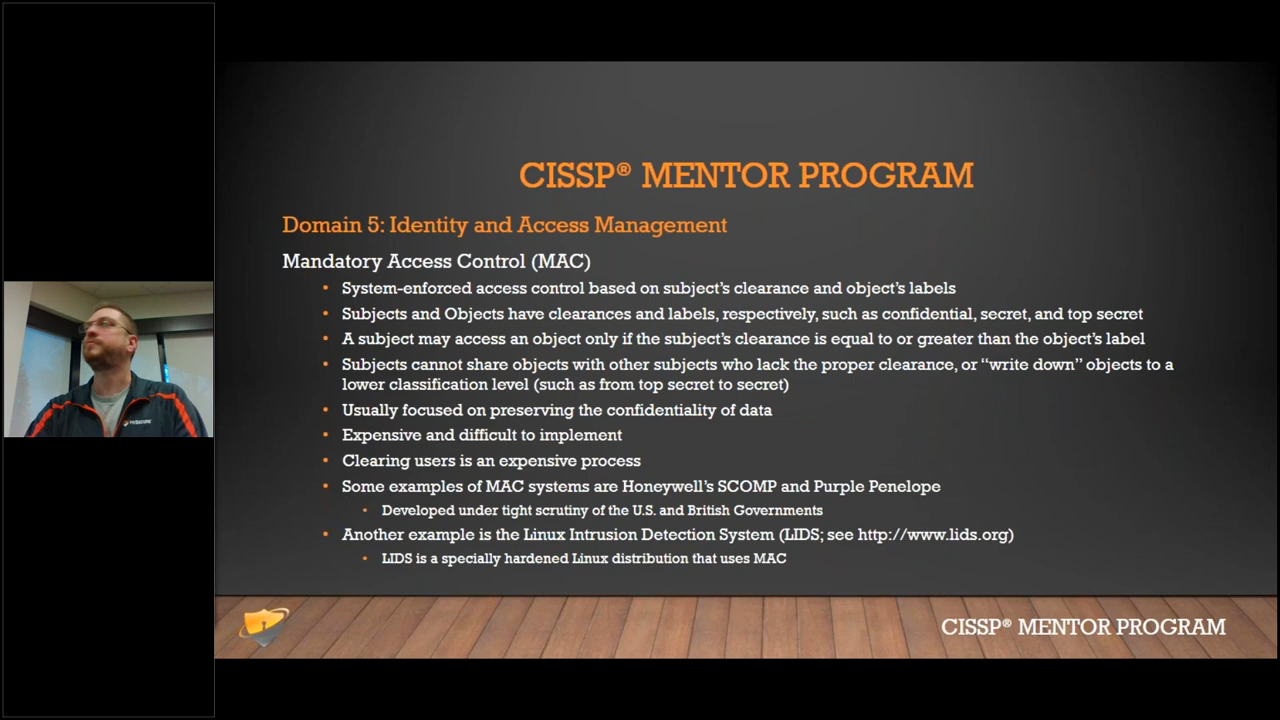 CISSP® MENTOR PROGRAM
Domain 5: Identity and Access Management
Mandatory Access Control (MAC)
• System-enforced access control based on subject's clearance and object's labels
• Subjects and Objects have clearances and labels, respectively, such as confidential, secret, and top secret
• A subject may access an object only if the subject's clearance is equal to or greater than the object's label
• Subjects cannot share objects with other subjects who lack the proper clearance, or “write down” objects to a
lower classification level (such as from top secret to secret)
• Usually focused on preserving the confidentiality of data
• Expensive and difficult to implement
• Clearing users is an expensive process
• Some examples of MAC systems are Honeywell's SCOMP and Purple Penelope
• Developed under tight scrutiny of the U.S. and British Governments
• Another example is the Linux Intrusion Detection System (LIDS; see http://www.lids.org)
• LIDS is a specially hardened Linux distribution that uses MAC
CISSP® MENTOR PROGRAM